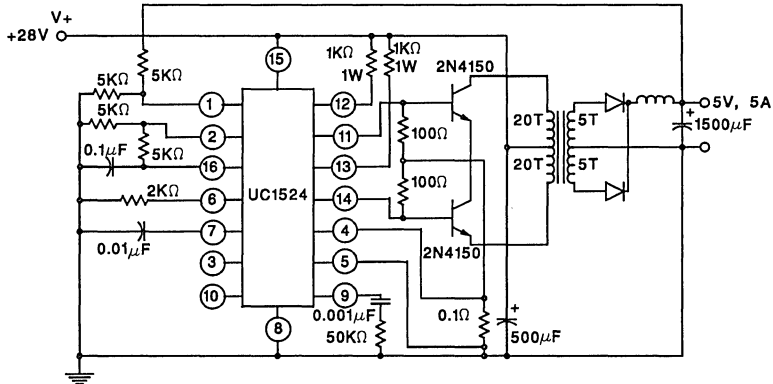 V+
+28V
5KΩ
5KΩ
5KΩ
5KΩ
0.1μF
2KΩ
0.01μF
15
1
2
16
6
7
3
10
8
UC1524
12
11
13
14
4
5
9
1KΩ
1W
1KΩ
1W
2N4150
100Ω
100Ω
2N4150
20T
5T
20T
5T
5V, 5A
+
1500μF
0.001μF
50KΩ
0.1Ω
+
500μF